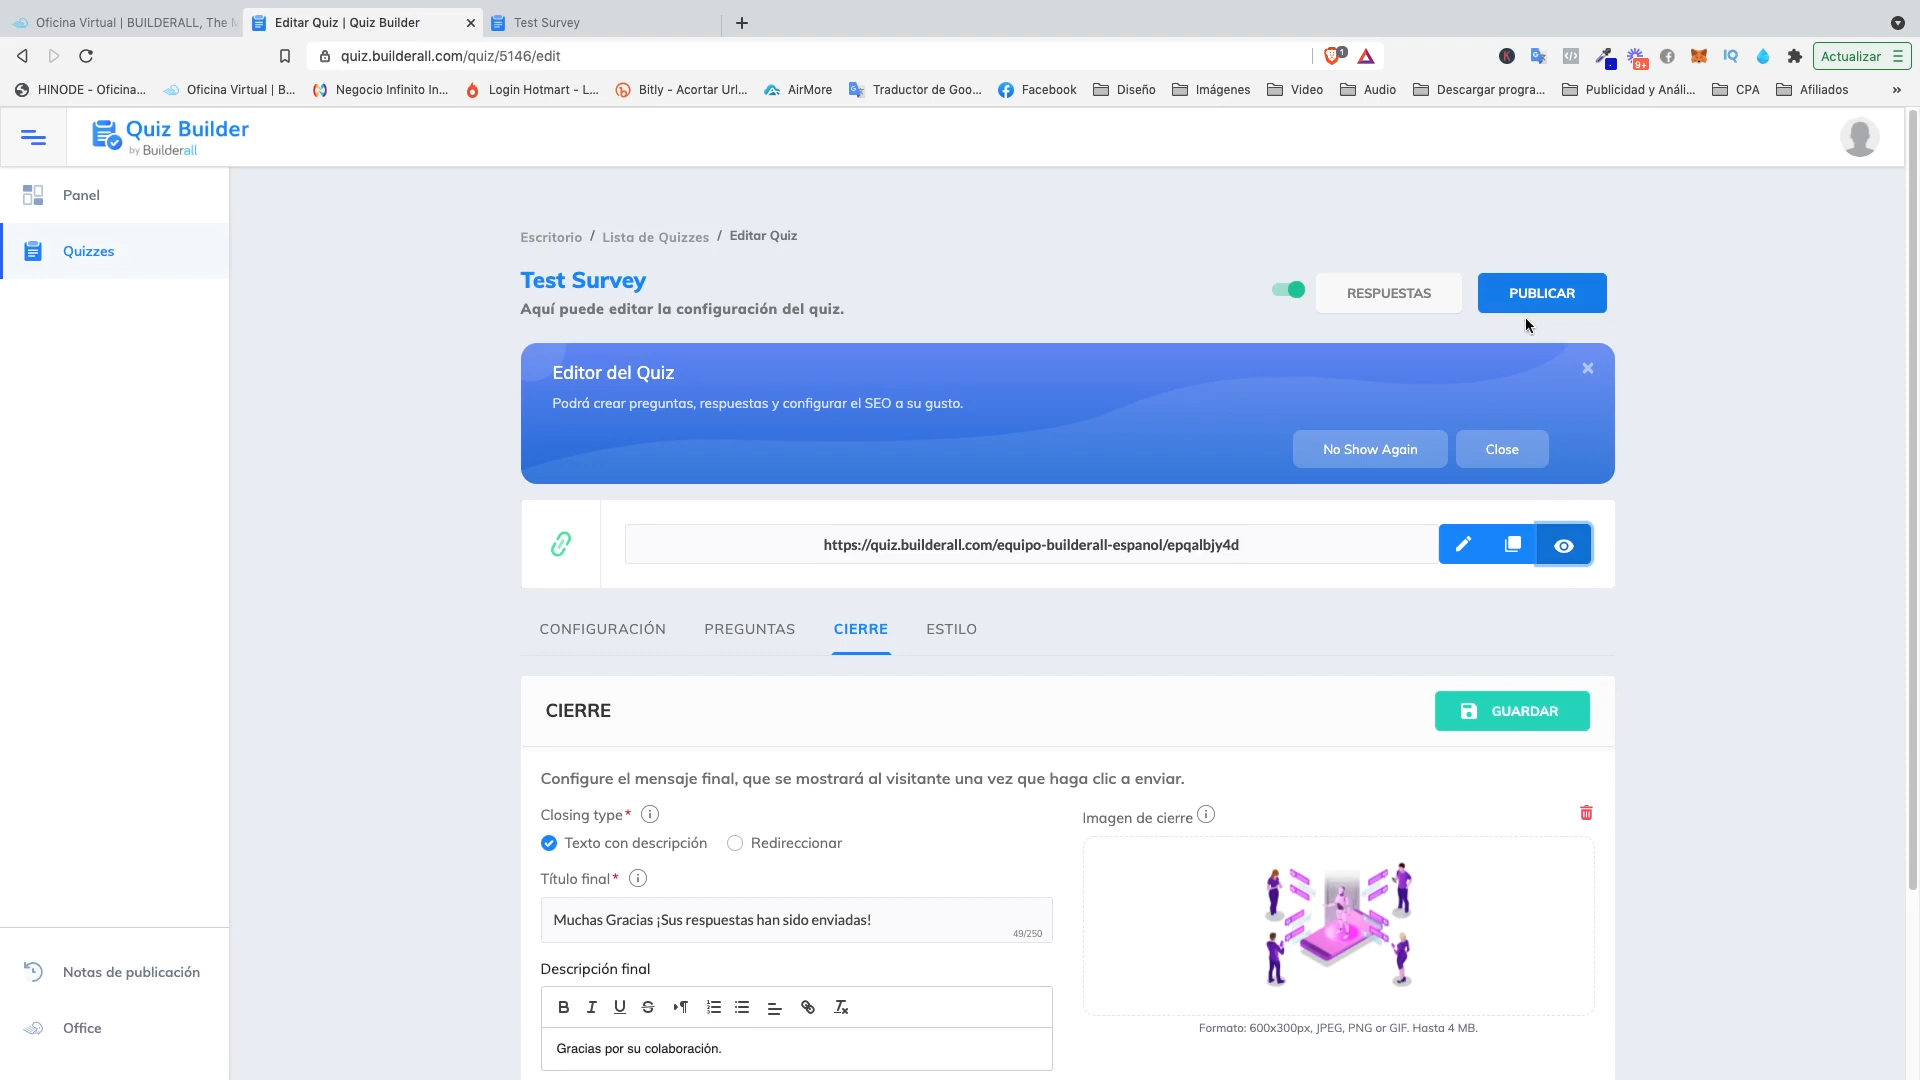 Oficina Virtual | BUILDERALL, The M
Editar Quiz | Quiz Builder
Test Survey
quiz.builderall.com/quiz/5146/edit
1
9+
IQ
Actualizar
HINODE - Oficina...
Oficina Virtual | B...
Negocio Infinito In...
Login Hotmart - L...
Bitly - Acortar Url...
AirMore
Traductor de Goo...
Facebook
Diseño
Imágenes
Video
Audio
Descargar progra...
Publicidad y Análi...
CPA
Afiliados
»
Quiz Builder
by Builderall
Panel
Quizzes
Escritorio / Lista de Quizzes / Editar Quiz
Test Survey
Aquí puede editar la configuración del quiz.
RESPUESTAS
PUBLICAR
Editor del Quiz
Podrá crear preguntas, respuestas y configurar el SEO a su gusto.
No Show Again
Close
https://quiz.builderall.com/equipo-builderall-espanol/epqalbjy4d
CONFIGURACIÓN
PREGUNTAS
CIERRE
ESTILO
CIERRE
GUARDAR
Configure el mensaje final, que se mostrará al visitante una vez que haga clic a enviar.
Closing type*
Imagen de cierre
Texto con descripción
Redireccionar
Título final*
Muchas Gracias ¡Sus respuestas han sido enviadas!
49/250
Descripción final
Gracias por su colaboración.
Formato: 600x300px, JPEG, PNG or GIF. Hasta 4 MB.
Notas de publicación
Office